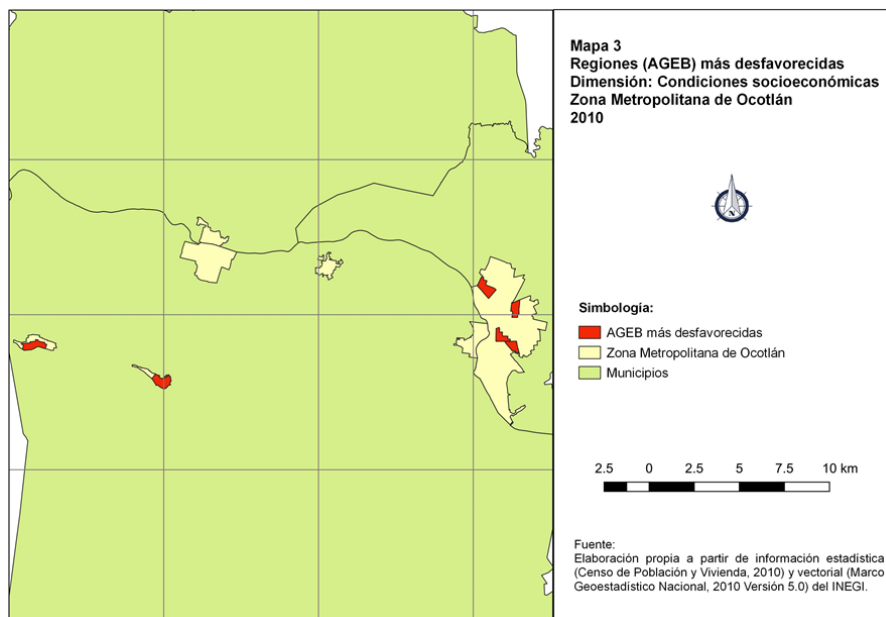 Mapa 3
Regiones (AGEB) más desfavorecidas
Dimensión: Condiciones socioeconómicas
Zona Metropolitana de Ocotlán
2010
N
Simbología:
AGEB más desfavorecidas
Zona Metropolitana de Ocotlán
Municipios
2.5 0 2.5 5 7.5 10 km
Fuente:
Elaboración propia a partir de información estadística
(Censo de Población y Vivienda, 2010) y vectorial (Marco
Geoestadístico Nacional, 2010 Versión 5.0) del INEGI.